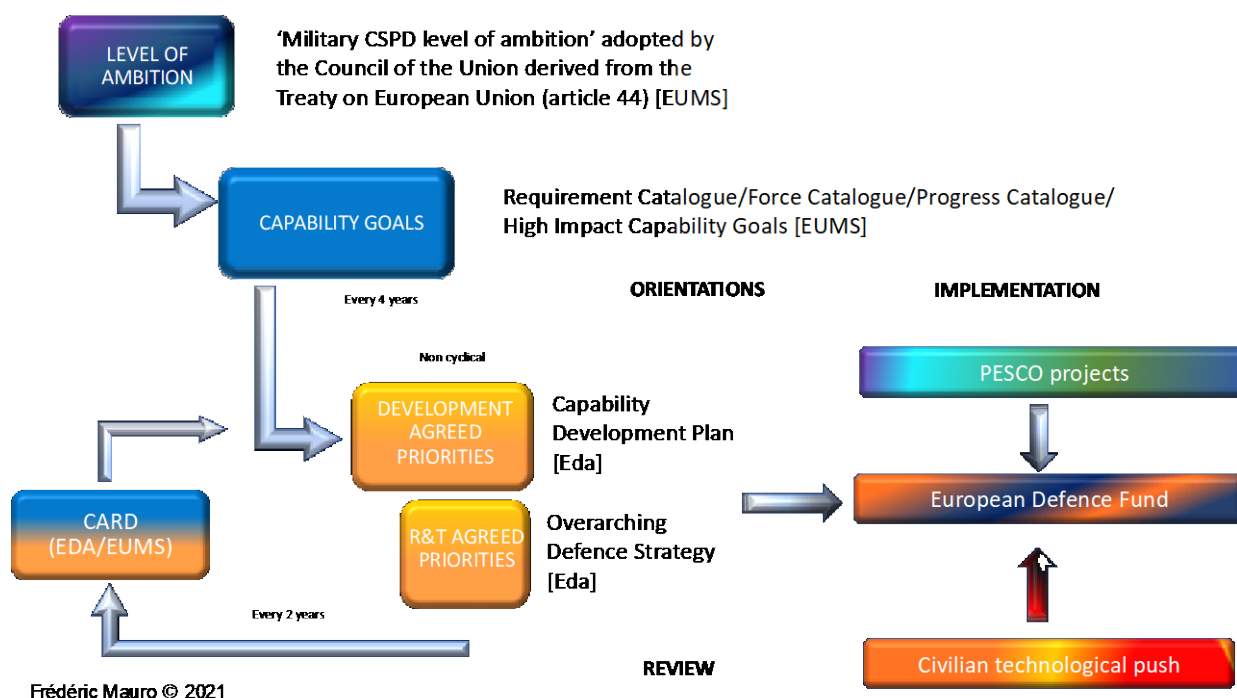 LEVEL OF
AMBITION
‘Military CSPD level of ambition’ adopted by
the Council of the Union derived from the
Treaty on European Union (article 44) [EUMS]
CAPABILITY GOALS
Requirement Catalogue/Force Catalogue/Progress Catalogue/
High Impact Capability Goals [EUMS]
Every 4 years
ORIENTATIONS
IMPLEMENTATION
Non cyclical
PESCO projects
DEVELOPMENT
AGREED
PRIORITIES
Capability
Development Plan
[Eda]
European Defence Fund
CARD
(EDA/EUMS)
R&T AGREED
PRIORITIES
Overarching
Defence Strategy
[Eda]
Every 2 years
REVIEW
Civilian technological push
Frédéric Mauro © 2021